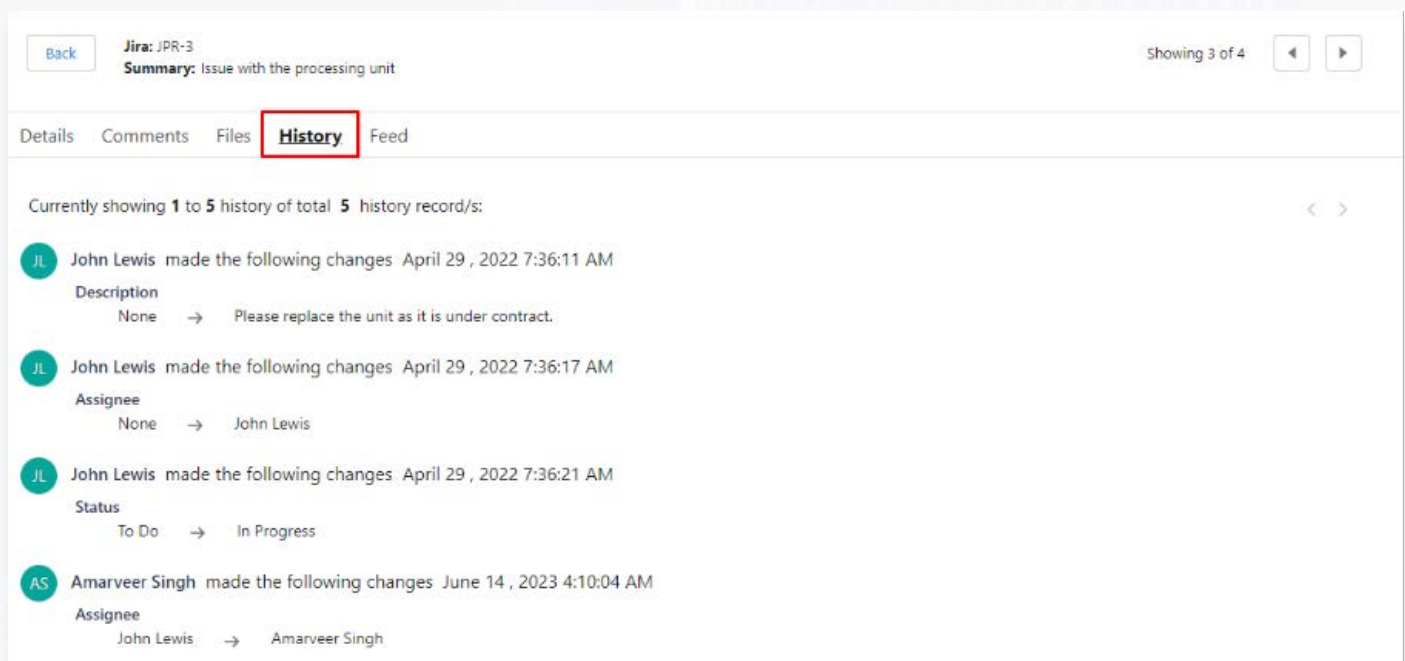 Back
Jira: JPR-3
Summary: Issue with the processing unit
Showing 3 of 4
Details Comments Files History Feed
Currently showing 1 to 5 history of total 5 history record/s:
JL John Lewis made the following changes April 29 , 2022 7:36:11 AM
Description
None → Please replace the unit as it is under contract.
JL John Lewis made the following changes April 29 , 2022 7:36:17 AM
Assignee
None → John Lewis
JL John Lewis made the following changes April 29 , 2022 7:36:21 AM
Status
To Do → In Progress
AS Amarveer Singh made the following changes June 14 , 2023 4:10:04 AM
Assignee
John Lewis → Amarveer Singh